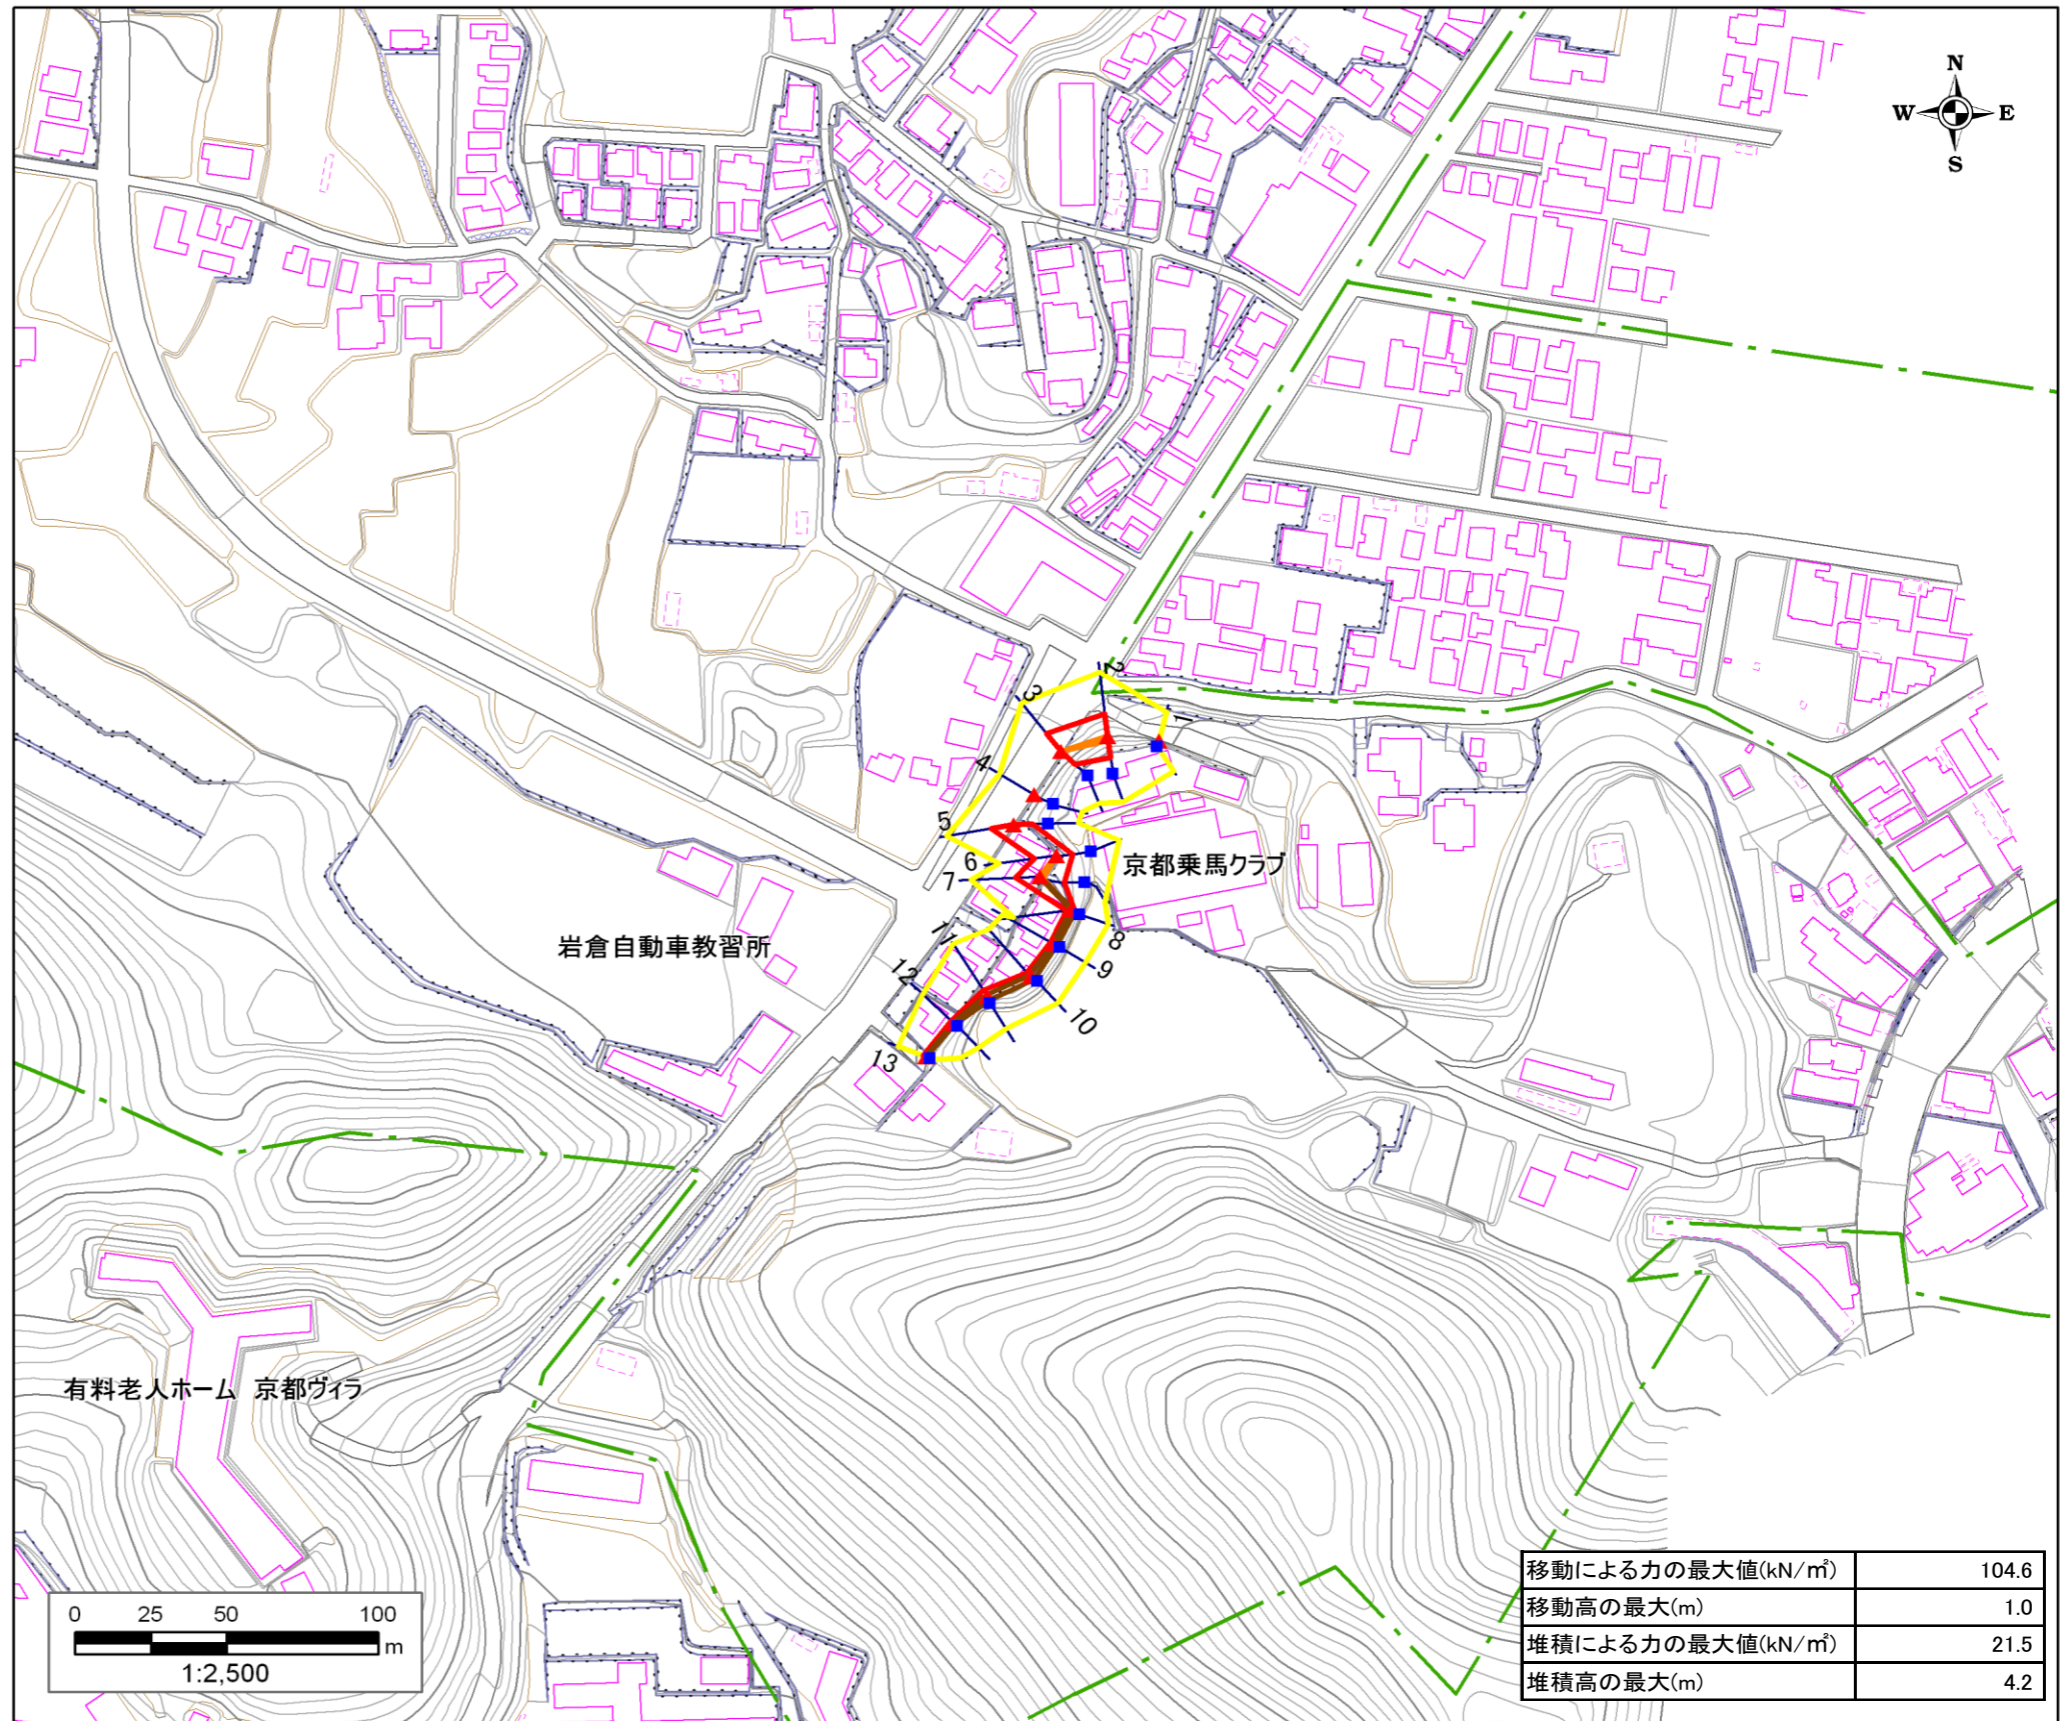 N
W E
S
2
3
1
4
5
6
7
京都乗馬クラブ
8
11
9
岩倉自動車教習所
12
10
13
有料老人ホーム 京都ヴィラ
移動による力の最大値(kN/㎡) 104.6
移動高の最大(m) 1.0
堆積による力の最大値(kN/㎡) 21.5
堆積高の最大(m) 4.2
0 25 50 100
m
1:2,500